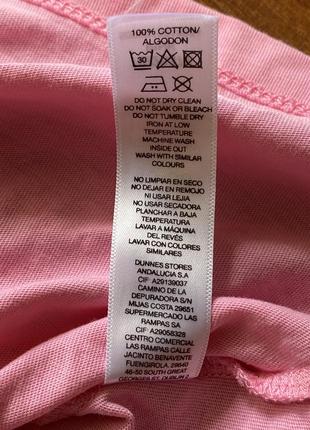 100% COTTON/
ALGODON
30
DO NOT DRY CLEAN
DO NOT SOAK OR BLEACH
DO NOT TUMBLE DRY
IRON AT LOW
TEMPERATURE
MACHINE WASH
INSIDE OUT
WASH WITH SIMILAR
COLOURS
NO LIMPIAR EN SECO
NO DEJAR EN REMOJO
NI USAR LEJIA
NO USAR SECADORA
PLANCHAR A BAJA
TEMPERATURA
LAVAR A MÁQUINA
DEL REVÉS
LAVAR CON COLORES
SIMILARES
DUNNES STORES
ANDALUCIA S.A
CIF A29139037
CAMINO DE LA
DEPURADORA S/N
MIJAS COSTA 29651
SUPERMERCADO LAS
RAMPAS SA
CIF A29058328
CENTRO COMERCIAL
LAS RAMPAS CALLE
JACINTO BENAVENTE
FUENGIROLA. 29640
46-50 SOUTH GREAT
GEORGES ST, DUBLIN 2